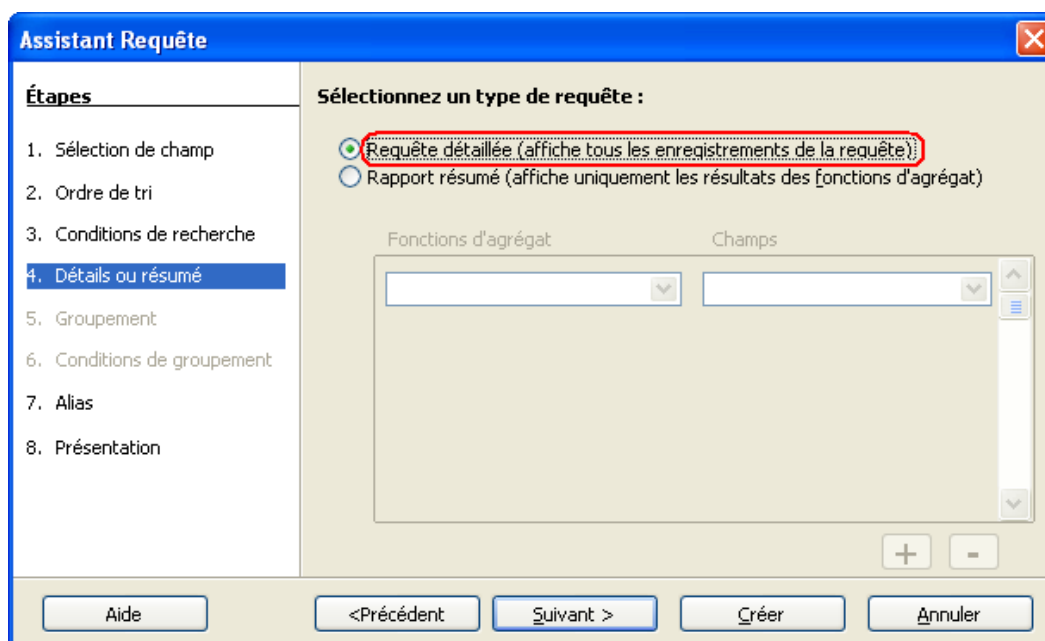 Assistant Requête
Étapes
1. Sélection de champ
2. Ordre de tri
3. Conditions de recherche
4. Détails ou résumé
5. Groupement
6. Conditions de groupement
7. Alias
8. Présentation
Sélectionnez un type de requête :
Requête détaillée (affiche tous les enregistrements de la requête)
Rapport résumé (affiche uniquement les résultats des fonctions d'agrégat)
Fonctions d'agrégat Champs
+ -
Aide <Précédent Suivant > Créer Annuler